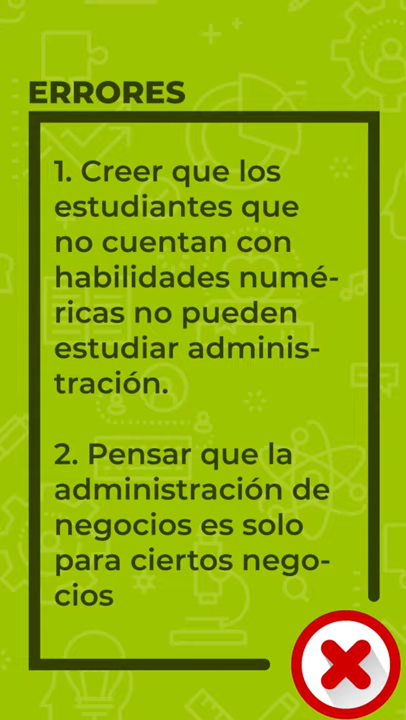 ERRORES
1. Creer que los
estudiantes que
no cuentan con
habilidades numé-
ricas no pueden
estudiar adminis-
tración.
2. Pensar que la
administración de
negocios es solo
para ciertos nego-
cios